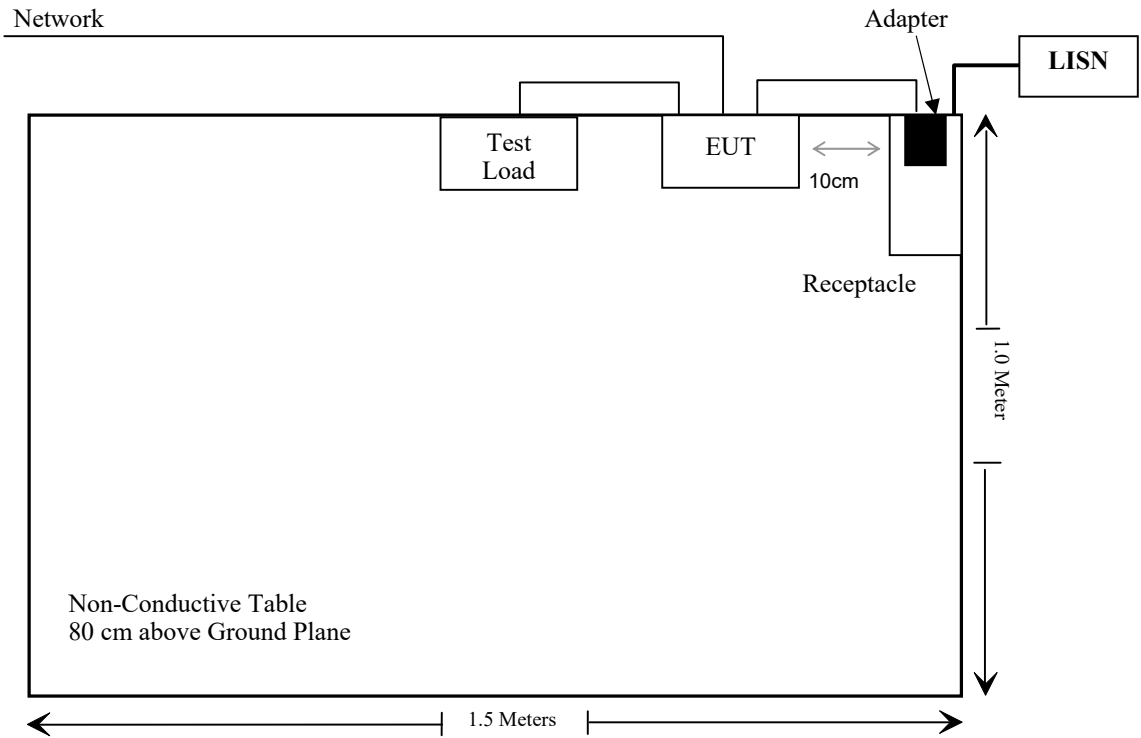 Network
Adapter
LISN
Test
Load
EUT
10cm
Receptacle
1.0 Meter
Non-Conductive Table
80 cm above Ground Plane
1.5 Meters